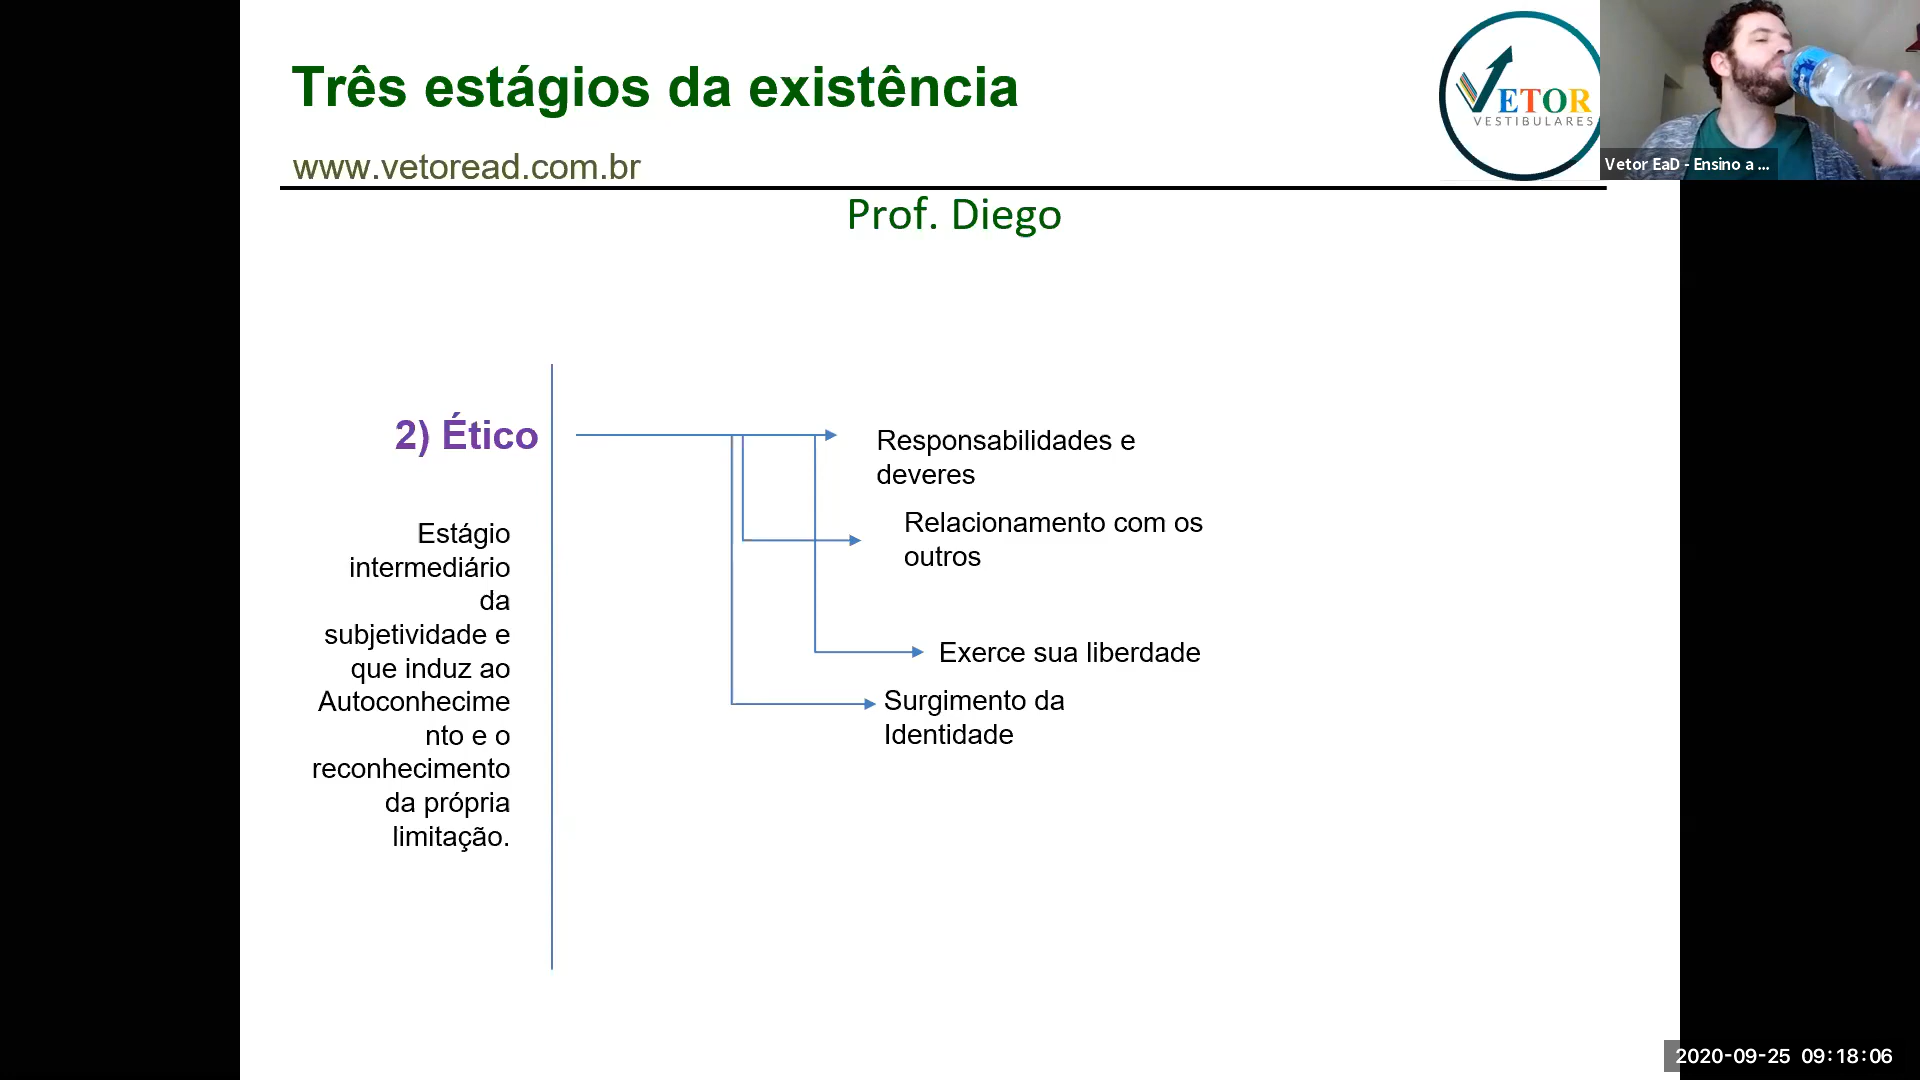 Três estágios da existência
VETOR
VESTIBULARES
Vetor EaD - Ensino a ...
www.vetoread.com.br
Prof. Diego
2) Ético
Estágio
intermediário
da
subjetividade e
que induz ao
Autoconhecime
nto e o
reconhecimento
da própria
limitação.
Responsabilidades e
deveres
Relacionamento com os
outros
Exerce sua liberdade
Surgimento da
Identidade
2020-09-25 09:18:06